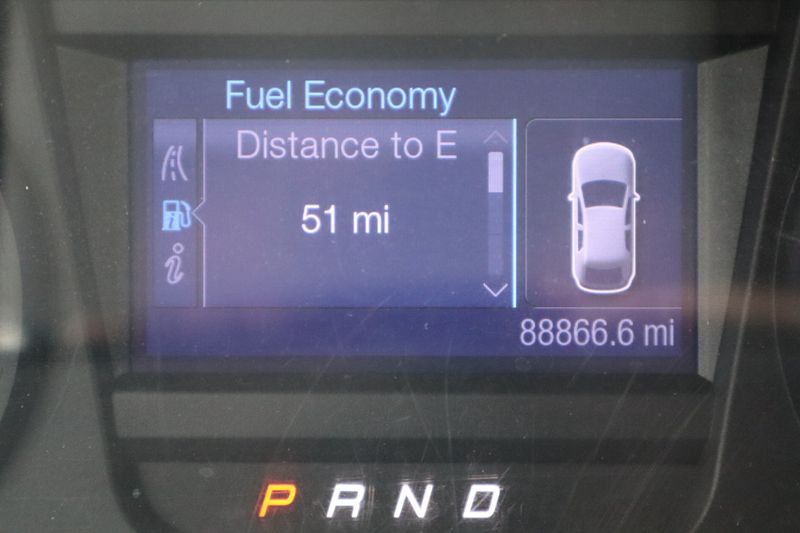 Fuel Economy
Distance to E
51 mi
88866.6 mi
P R N D